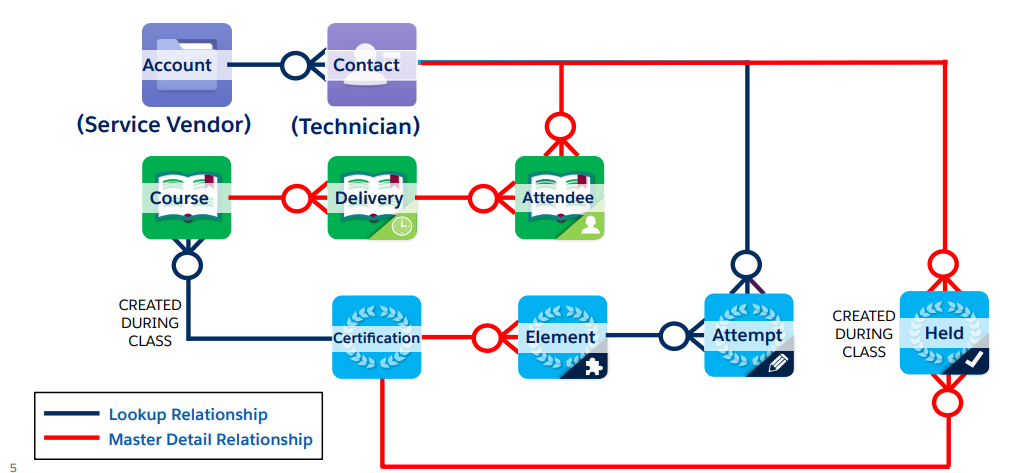 Account
Contact
(Service Vendor)
(Technician)
Course
Delivery
Attendee
CREATED
DURING
CLASS
Certification
Element
Attempt
CREATED
DURING
CLASS
Held
Lookup Relationship
Master Detail Relationship
5